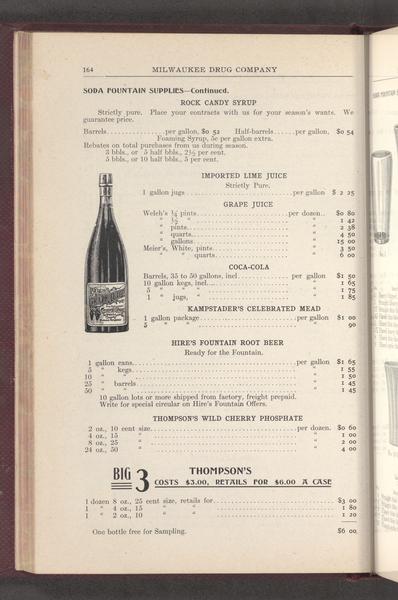 164 MILWAUKEE DRUG COMPANY
SODA FOUNTAIN SUPPLIES—Continued.
ROCK CANDY SYRUP
Strictly pure. Place your contracts with us for your season's wants. We
guarantee price.
Barrels..............per gallon, $0 52 Half-barrels......per gallon, $0 54
Foaming Syrup, 5c per gallon extra.
Rebates on total purchases from us during season.
3 bbls., or 5 half bbls., 2½ per cent.
5 bbls., or 10 half bbls., 5 per cent.
IMPORTED LIME JUICE
Strictly Pure.
1 gallon jugs ..........................per gallon $ 2 25
GRAPE JUICE
Welch's ¼ pints......................per dozen.. $0 80
" ½ " ...................... " 1 42
" pints...................... " 2 38
" quarts...................... " 4 50
" gallons...................... " 15 00
Meier's, White, pints...................... " 3 50
" " quarts...................... " 6 00
COCA-COLA
Barrels, 35 to 50 gallons, incl..............per gallon $1 50
10 gallon kegs, incl...................... " 1 65
5 " " ...................... " 1 75
1 " jugs, " ...................... " 1 85
KAMPSTADER'S CELEBRATED MEAD
1 gallon package......................per gallon $1 00
5 " " ...................... " 90
HIRE'S FOUNTAIN ROOT BEER
Ready for the Fountain.
1 gallon cans......................per gallon $1 65
5 " kegs...................... " 1 55
10 " " ...................... " 1 50
25 " barrels...................... " 1 45
50 " " ...................... " 1 45
10 gallon lots or more shipped from factory, freight prepaid.
Write for special circular on Hire's Fountain Offers.
THOMPSON'S WILD CHERRY PHOSPHATE
2 oz., 10 cent size......................per dozen. $0 60
4 oz., 15 " ...................... " 1 00
8 oz., 25 " ...................... " 2 00
24 oz., 50 " ...................... " 4 00
BIG 3 THOMPSON'S
COSTS $3.00, RETAILS FOR $6.00 A CASE
1 dozen 8 oz., 25 cent size, retails for...................... $3 00
1 " 4 oz., 15 " " ...................... 1 80
1 " 2 oz., 10 " " ...................... 1 20
One bottle free for Sampling. $6 00